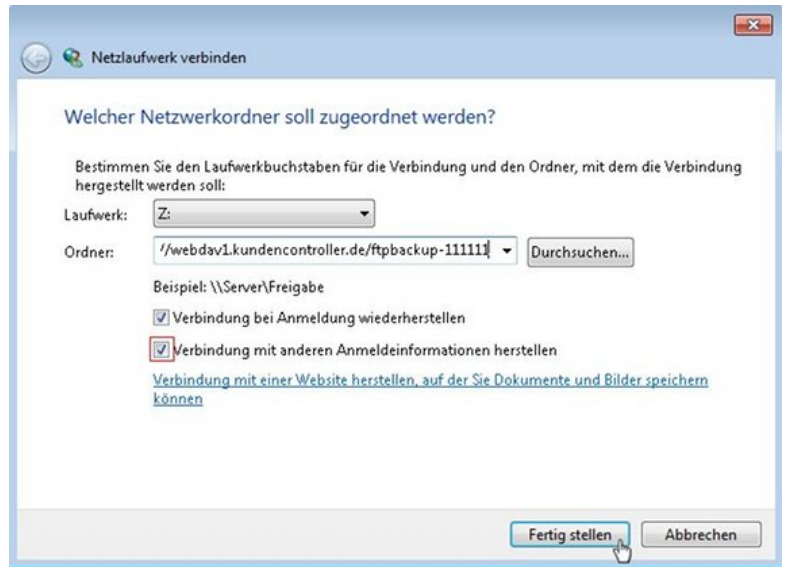 Netzlaufwerk verbinden
Welcher Netzwerkordner soll zugeordnet werden?
Bestimmen Sie den Laufwerkbuchstaben für die Verbindung und den Ordner, mit dem die Verbindung
hergestellt werden soll:
Laufwerk: Z:
Ordner: '/webdav1.kundencontroller.de/ftpbackup-111111 Durchsuchen...
Beispiel: \\Server\Freigabe
Verbindung bei Anmeldung wiederherstellen
Verbindung mit anderen Anmeldeinformationen herstellen
Verbindung mit einer Website herstellen, auf der Sie Dokumente und Bilder speichern
können
Fertig stellen Abbrechen